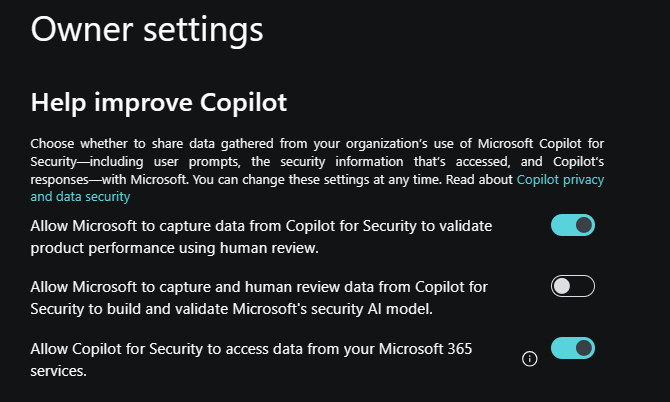 Owner settings
Help improve Copilot
Choose whether to share data gathered from your organization's use of Microsoft Copilot for
Security—including user prompts, the security information that's accessed, and Copilot's
responses—with Microsoft. You can change these settings at any time. Read about Copilot privacy
and data security
Allow Microsoft to capture data from Copilot for Security to validate
product performance using human review.
Allow Microsoft to capture and human review data from Copilot for
Security to build and validate Microsoft's security AI model.
Allow Copilot for Security to access data from your Microsoft 365
services.